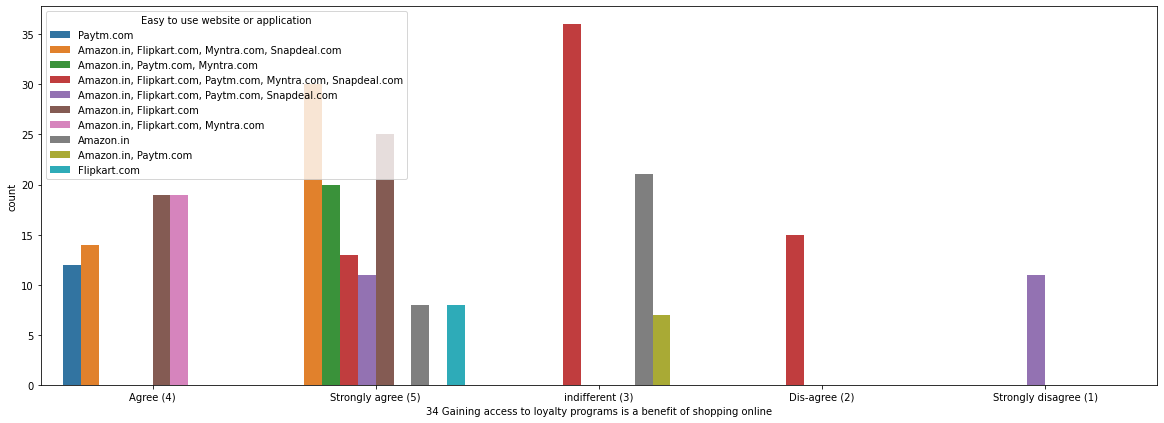 Easy to use website or application
Paytm.com
Amazon.in, Flipkart.com, Myntra.com, Snapdeal.com
Amazon.in, Paytm.com, Myntra.com
Amazon.in, Flipkart.com, Paytm.com, Myntra.com, Snapdeal.com
Amazon.in, Flipkart.com, Paytm.com, Snapdeal.com
Amazon.in, Flipkart.com
Amazon.in, Flipkart.com, Myntra.com
Amazon.in
Amazon.in, Paytm.com
Flipkart.com
35
30
25
20
15
10
5
0
count
Agree (4) Strongly agree (5) indifferent (3) Dis-agree (2) Strongly disagree (1)
34 Gaining access to loyalty programs is a benefit of shopping online